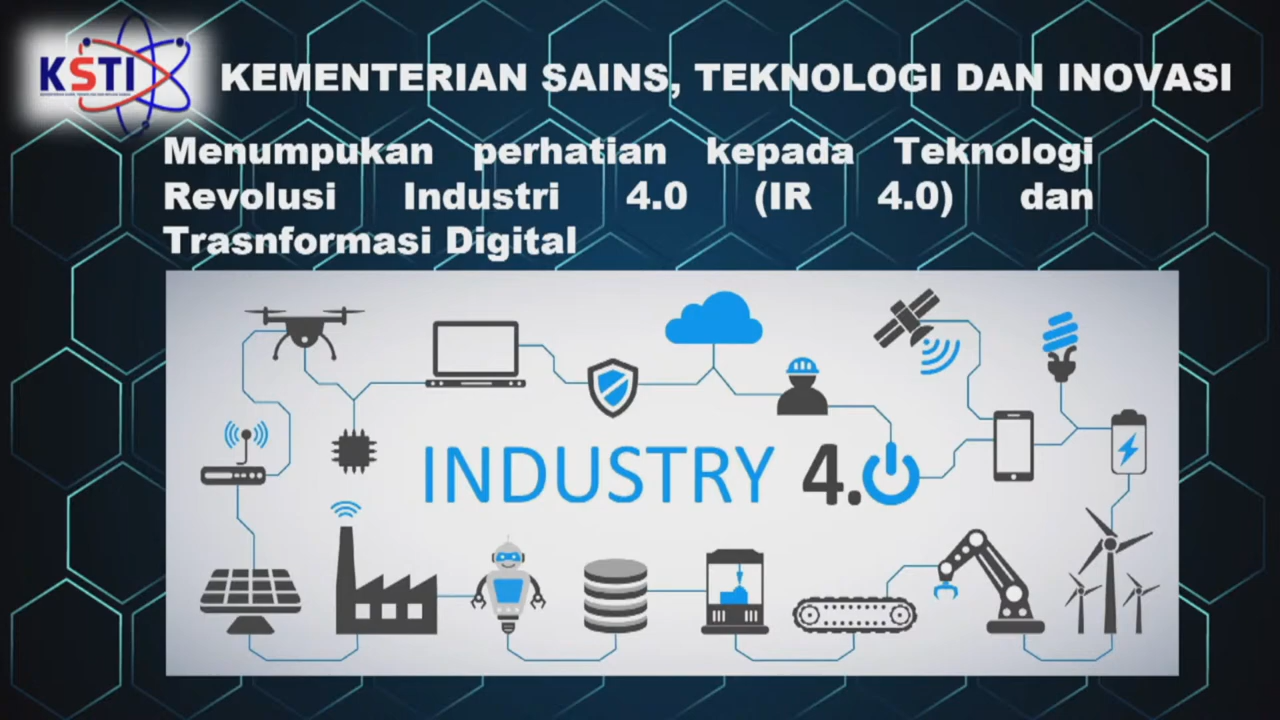 KSTI
KEMENTERIAN SAINS, TEKNOLOGI DAN INOVASI
Menumpukan perhatian kepada Teknologi
Revolusi Industri 4.0 (IR 4.0) dan
Trasnformasi Digital
INDUSTRY 4.0